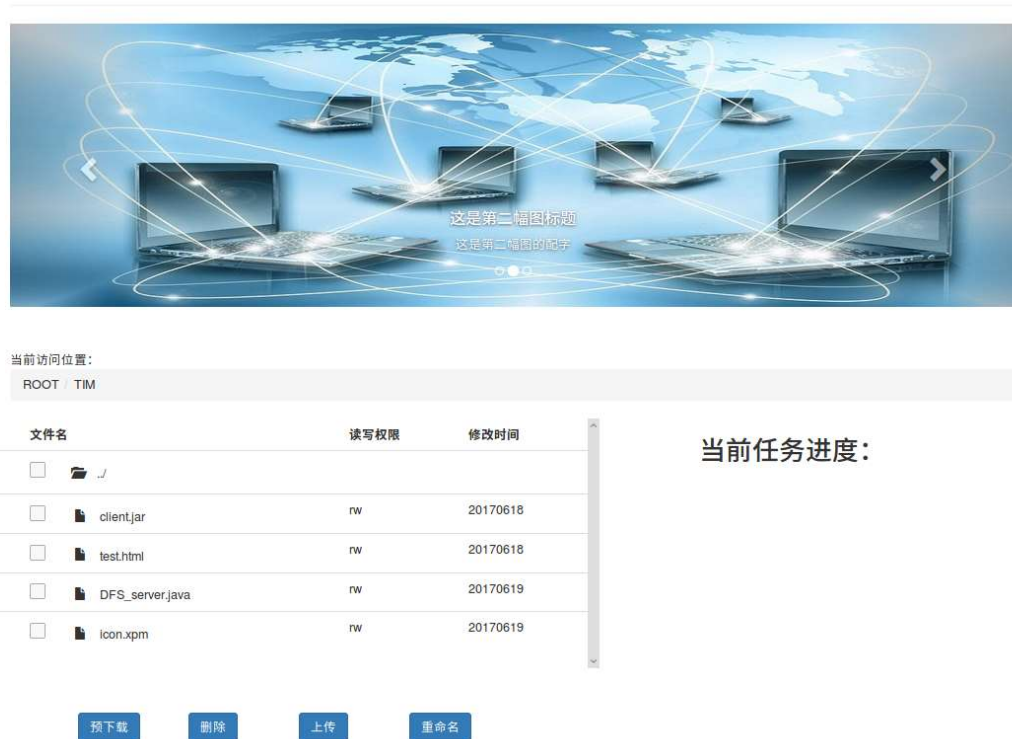 这是第二幅图标题
这是第二幅图的配字
当前访问位置：
ROOT / TIM
文件名 读写权限 修改时间
../
client.jar rw 20170618
test.html rw 20170618
DFS_server.java rw 20170619
icon.xpm rw 20170619
当前任务进度：
预下载 删除 上传 重命名